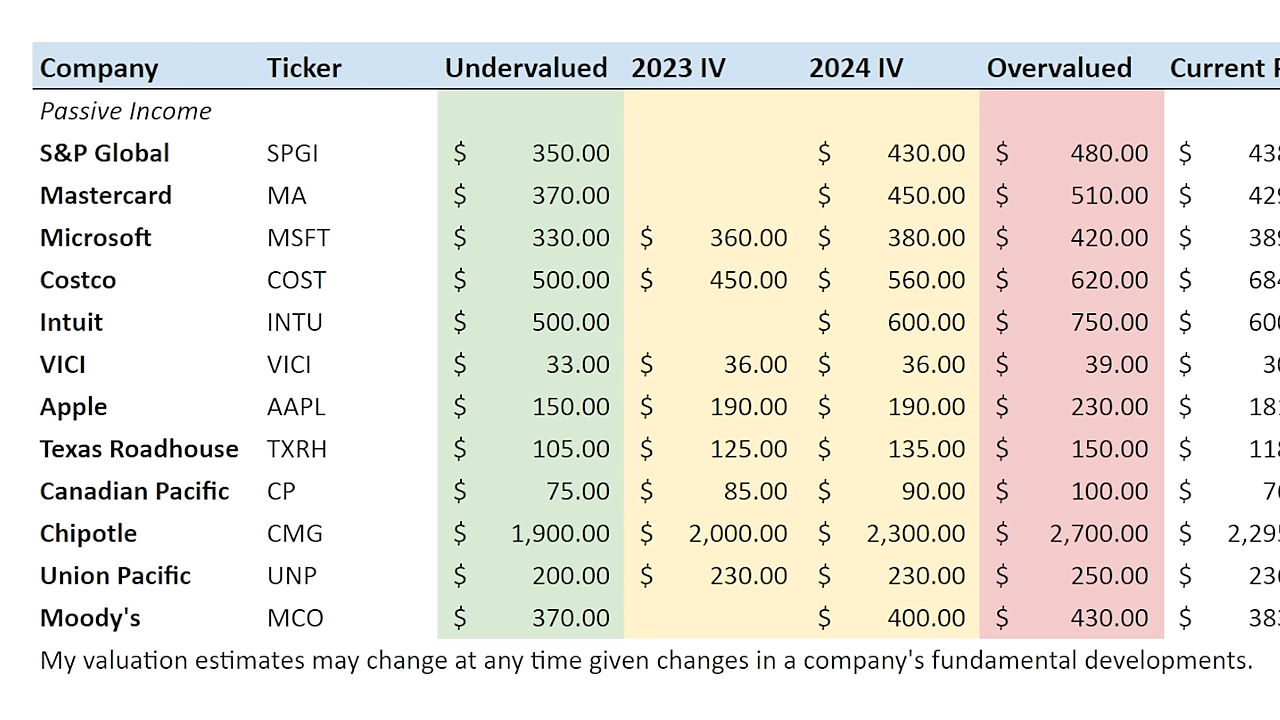 Company Ticker Undervalued 2023 IV 2024 IV Overvalued Current
Passive Income
S&P Global SPGI $ 350.00 $ 430.00 $ 480.00 $
Mastercard MA $ 370.00 $ 450.00 $ 510.00 $
Microsoft MSFT $ 330.00 $ 360.00 $ 380.00 $ 420.00 $
Costco COST $ 500.00 $ 450.00 $ 560.00 $ 620.00 $
Intuit INTU $ 500.00 $ 600.00 $ 750.00 $
VICI VICI $ 33.00 $ 36.00 $ 36.00 $ 39.00 $
Apple AAPL $ 150.00 $ 190.00 $ 190.00 $ 230.00 $
Texas Roadhouse TXRH $ 105.00 $ 125.00 $ 135.00 $ 150.00 $
Canadian Pacific CP $ 75.00 $ 85.00 $ 90.00 $ 100.00 $
Chipotle CMG $ 1,900.00 $ 2,000.00 $ 2,300.00 $ 2,700.00 $
Union Pacific UNP $ 200.00 $ 230.00 $ 230.00 $ 250.00 $
Moody's MCO $ 370.00 $ 400.00 $ 430.00 $
My valuation estimates may change at any time given changes in a company's fundamental developments.